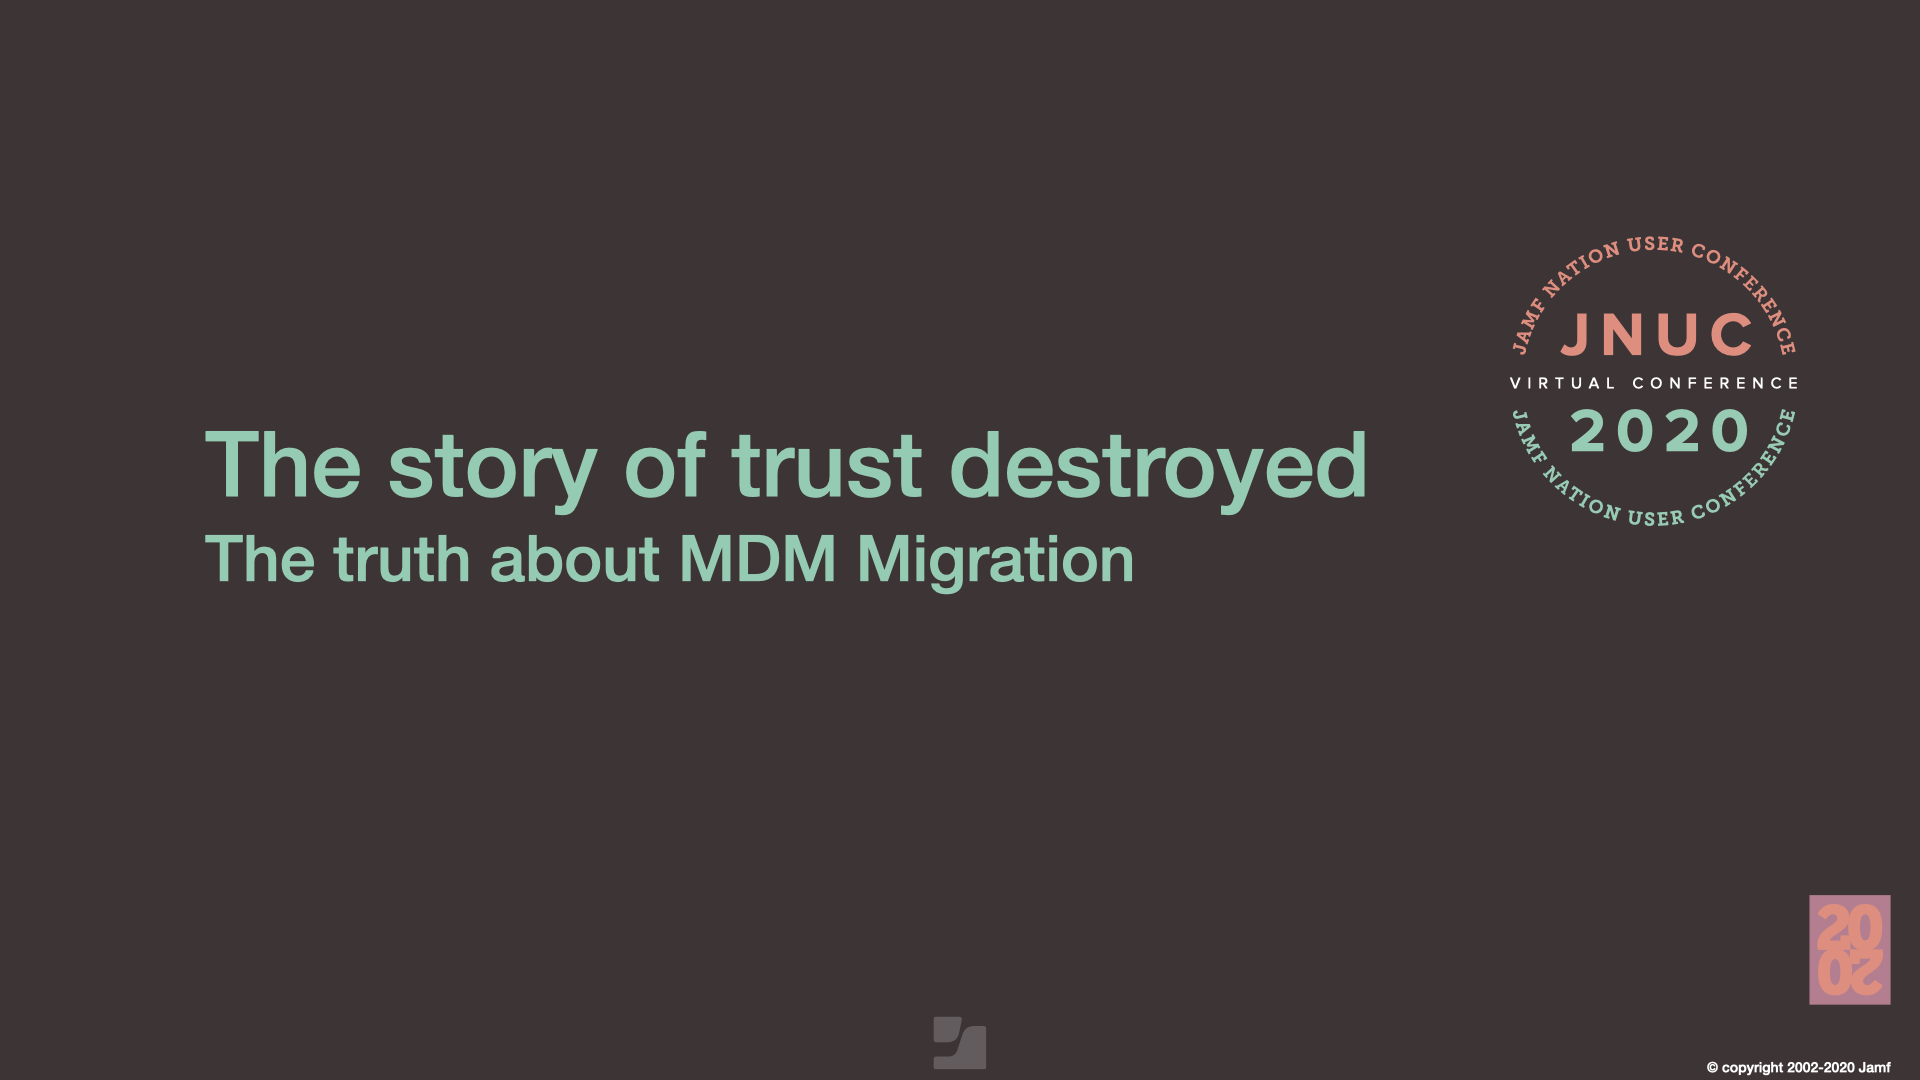 The story of trust destroyed
The truth about MDM Migration
JAMF NATION USER CONFERENCE
JNUC
VIRTUAL CONFERENCE
2020
JAMF NATION USER CONFERENCE
20
20
© copyright 2002-2020 Jamf